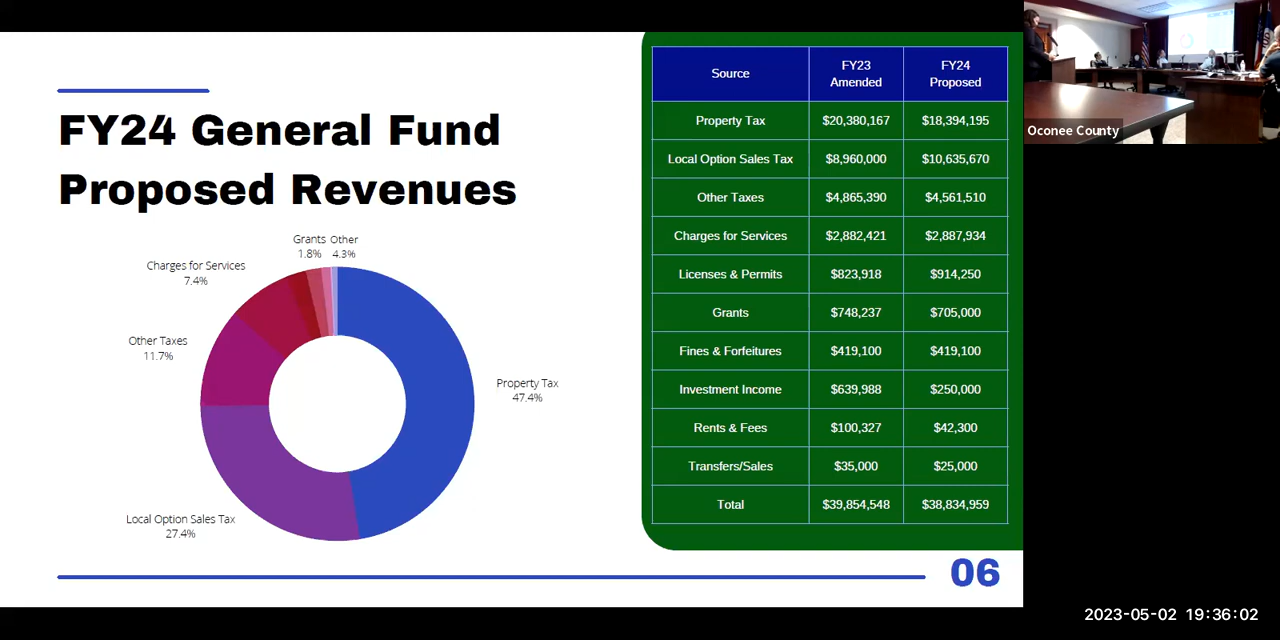 FY24 General Fund
Proposed Revenues
Grants Other
1.8% 4.3%
Charges for Services
7.4%
Other Taxes
11.7%
Property Tax
47.4%
Local Option Sales Tax
27.4%
Source FY23 Amended FY24 Proposed
Property Tax $20,380,167 $18,394,195
Local Option Sales Tax $8,960,000 $10,635,670
Other Taxes $4,865,390 $4,561,510
Charges for Services $2,882,421 $2,887,934
Licenses & Permits $823,918 $914,250
Grants $748,237 $705,000
Fines & Forfeitures $419,100 $419,100
Investment Income $639,988 $250,000
Rents & Fees $100,327 $42,300
Transfers/Sales $35,000 $25,000
Total $39,854,548 $38,834,959
06
Oconee County
2023-05-02 19:36:02